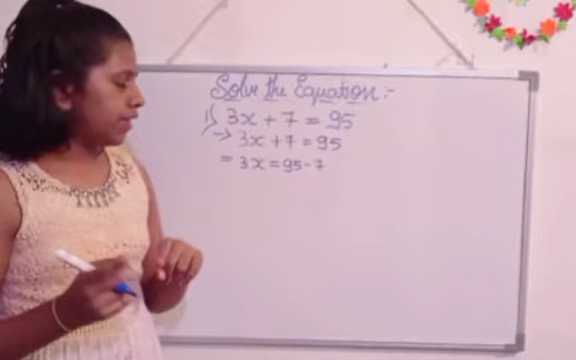 Solve the Equation:-
1) 3x + 7 = 95
→ 3x + 7 = 95
= 3x = 95 - 7